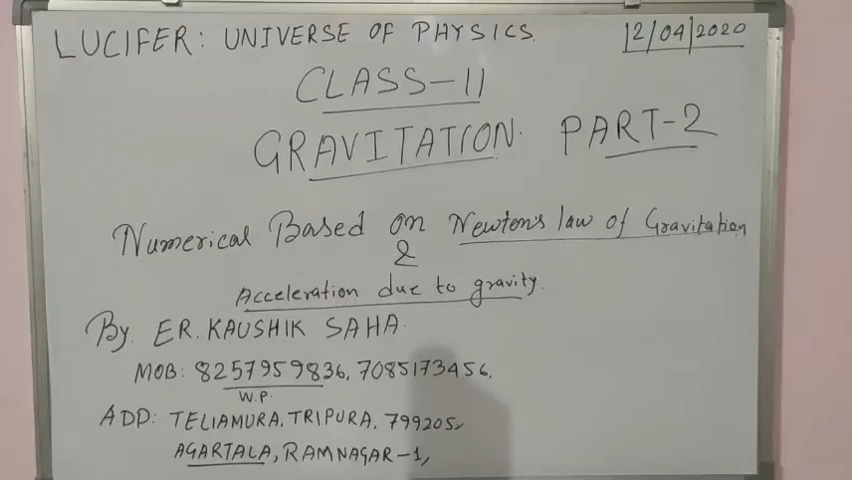 LUCIFER: UNIVERSE OF PHYSICS.
12/04/2020
CLASS-11
GRAVITATION. PART-2
Numerical Based on Newton's law of Gravitation
&
Acceleration due to gravity.
By. ER. KAUSHIK SAHA.
MOB: 8257959836, 7085173456.
W.P.
ADD: TELIAMURA, TRIPURA, 799205,
AGARTALA, RAMNAGAR-1,